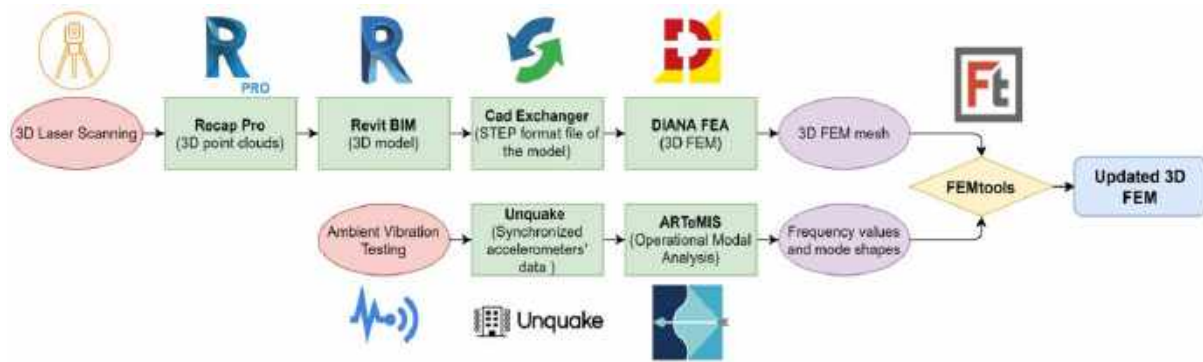 PRO
Ft
3D Laser Scanning
Recap Pro
(3D point clouds)
Revit BIM
(3D model)
Cad Exchanger
(STEP format file of
the model)
DIANA FEA
(3D FEM)
3D FEM mesh
FEMtools
Updated 3D
FEM
Ambient Vibration
Testing
Unquake
(Synchronized
accelerometers'
data )
ARTeMIS
(Operational Modal
Analysis)
Frequency values
and mode shapes
Unquake